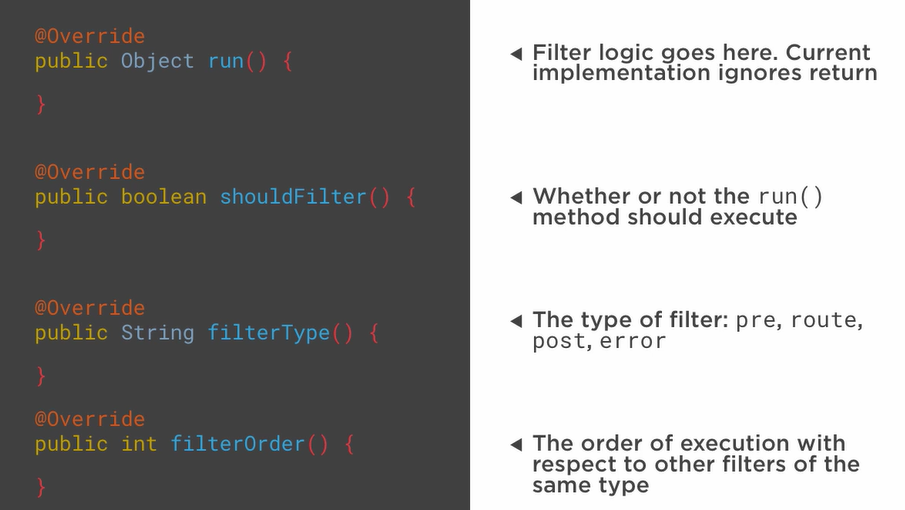 @Override
public Object run() {
}
◄ Filter logic goes here. Current
implementation ignores return
@Override
public boolean shouldFilter() {
}
◄ Whether or not the run()
method should execute
@Override
public String filterType() {
}
◄ The type of filter: pre, route,
post, error
@Override
public int filterOrder() {
}
◄ The order of execution with
respect to other filters of the
same type